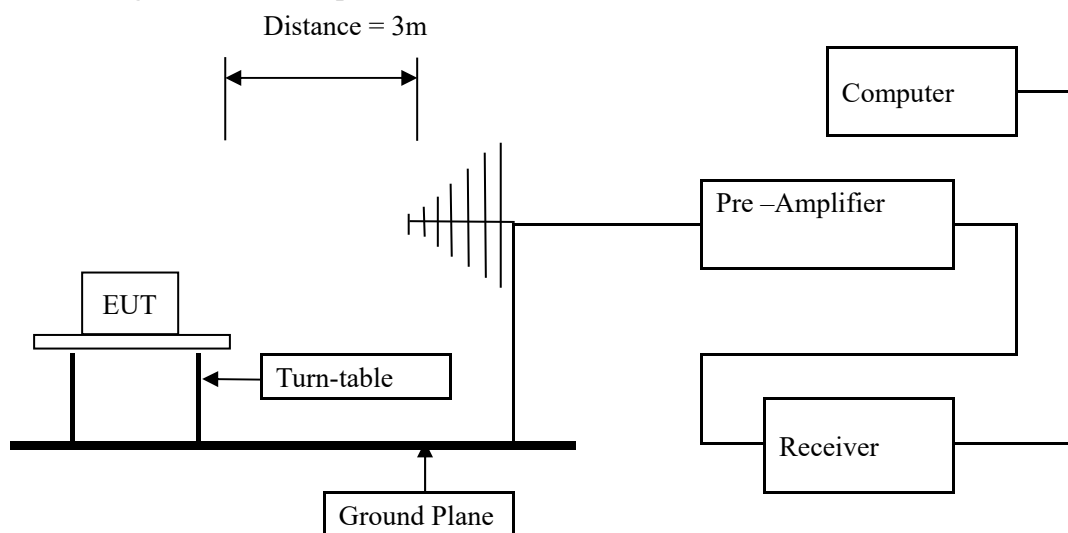 Distance = 3m
Computer
Pre –Amplifier
EUT
Turn-table
Receiver
Ground Plane